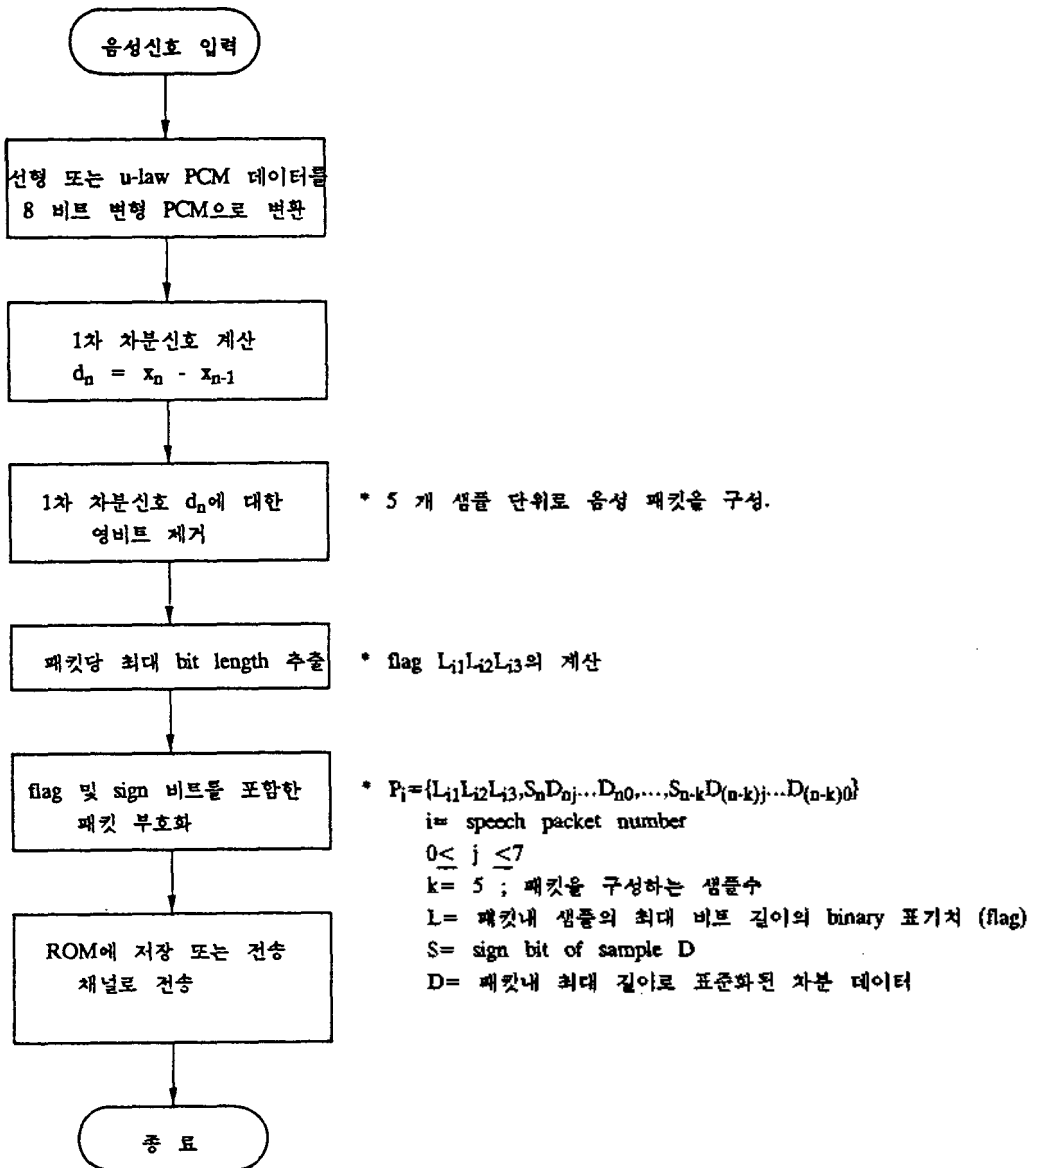 음성신호 입력
선형 또는 u-law PCM 데이터를
8 비트 변형 PCM으로 변환
1차 차분신호 계산
dn = xn - xn-1
1차 차분신호 dn에 대한
영비트 제거
* 5 개 샘플 단위로 음성 패킷을 구성.
패킷당 최대 bit length 추출
* flag Li1Li2Li3의 계산
flag 및 sign 비트를 포함한
패킷 부호화
* Pi={Li1Li2Li3,SnDnj...Dn0,...,Sn-kD(n-k)j...D(n-k)0}
i= speech packet number
0≤ j ≤7
k= 5 ; 패킷을 구성하는 샘플수
L= 패킷내 샘플의 최대 비트 길이의 binary 표기치 (flag)
S= sign bit of sample D
D= 패킷내 최대 길이로 표준화된 차분 데이터
ROM에 저장 또는 전송
채널로 전송
종 료